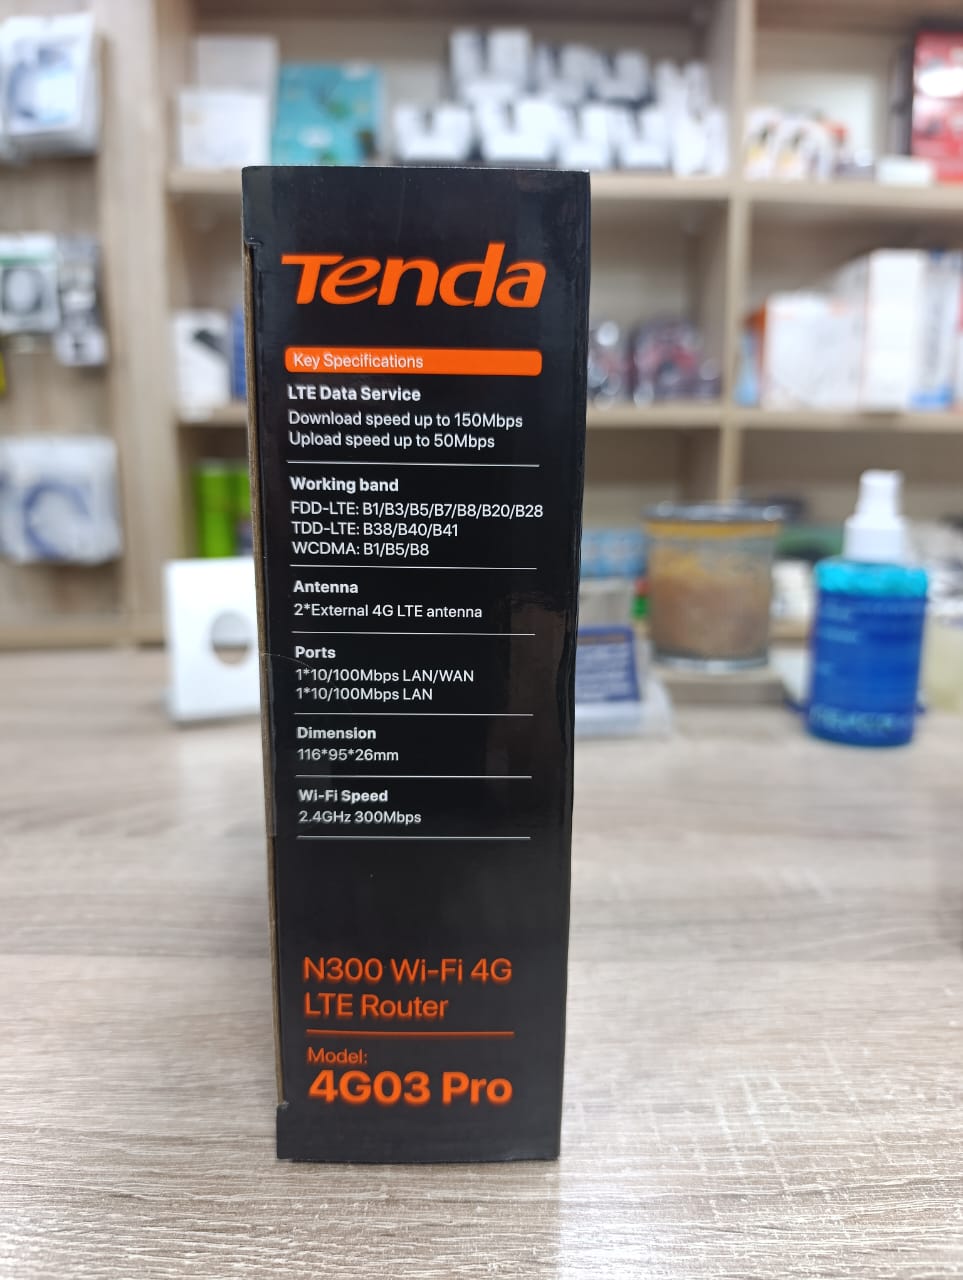 Tenda
Key Specifications
LTE Data Service
Download speed up to 150Mbps
Upload speed up to 50Mbps
Working band
FDD-LTE: B1/B3/B5/B7/B8/B20/B28
TDD-LTE: B38/B40/B41
WCDMA: B1/B5/B8
Antenna
2*External 4G LTE antenna
Ports
1*10/100Mbps LAN/WAN
1*10/100Mbps LAN
Dimension
116*95*26mm
Wi-Fi Speed
2.4GHz 300Mbps
N300 Wi-Fi 4G
LTE Router
Model:
4G03 Pro